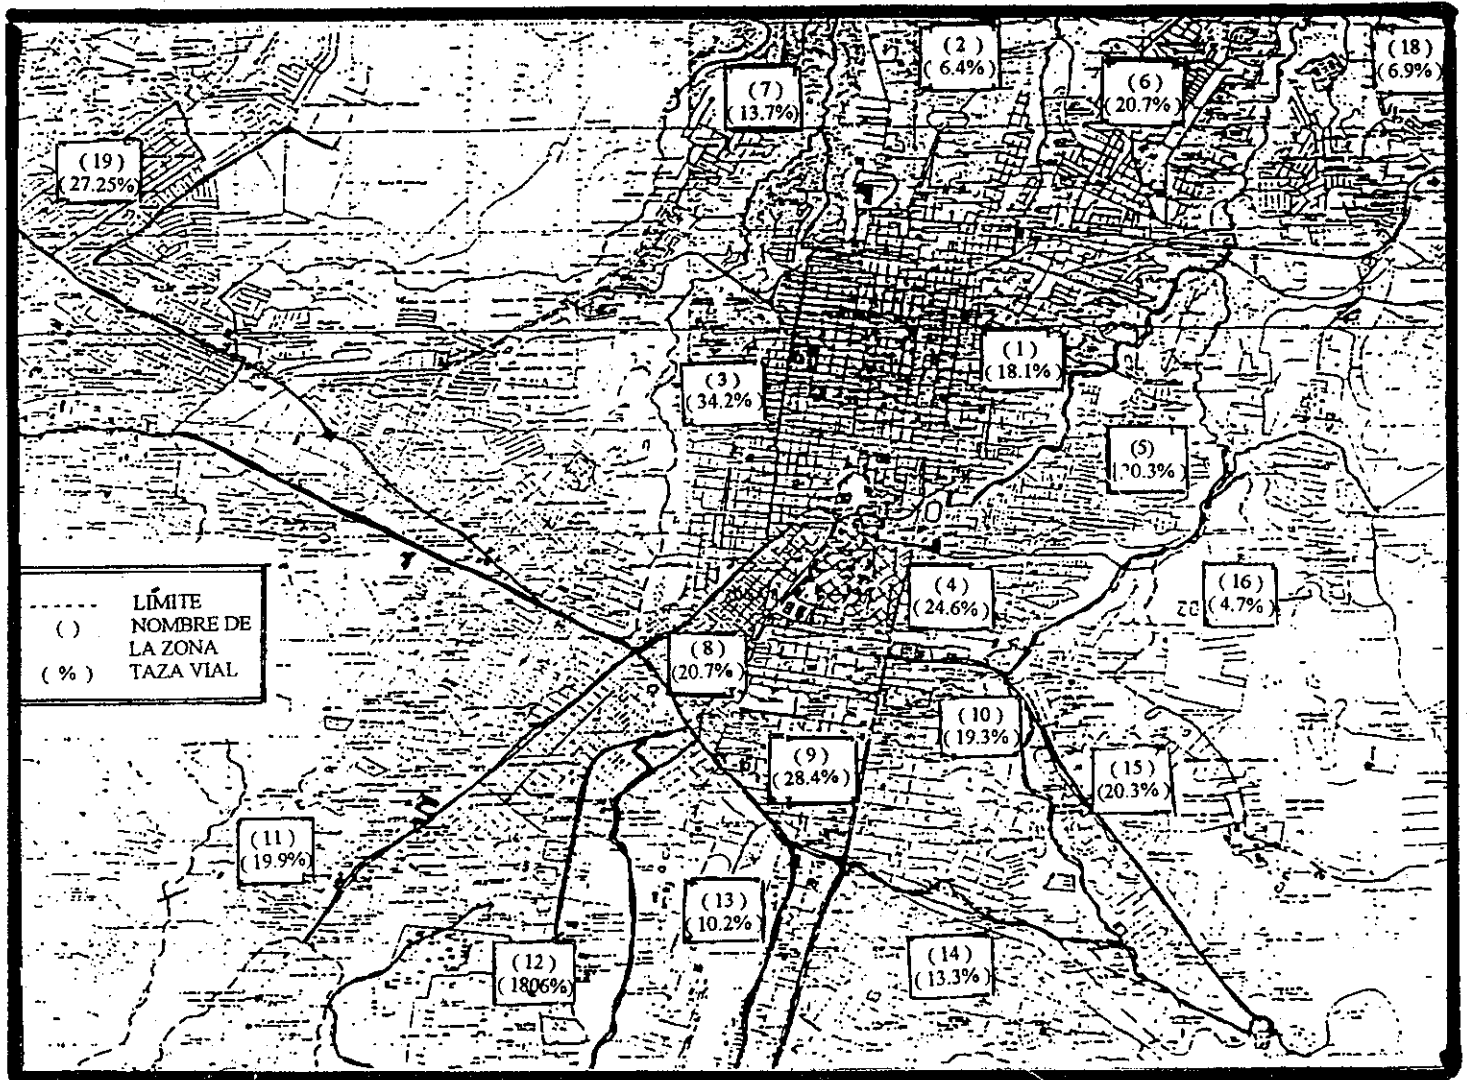 ( 2 )
( 6.4% )
( 18 )
( 6.9% )
( 7 )
( 13.7% )
( 6 )
( 20.7% )
( 19 )
( 27.25% )
( 1 )
( 18.1% )
( 3 )
( 34.2% )
(5)
( 4 )
( 24.6% )
( 16 )
( 4.7% )
LÍMITE
( ) NOMBRE DE
LA ZONA
( % ) TAZA VIAL
( 8 )
(20.7% )
( 10 )
( 19.3% )
( 9 )
( 28.4% )
( 15 )
(20.3% )
( 11 )
( 19.9% )
( 13 )
( 10.2% )
( 12 )
( 1806% )
( 14 )
( 13.3% )